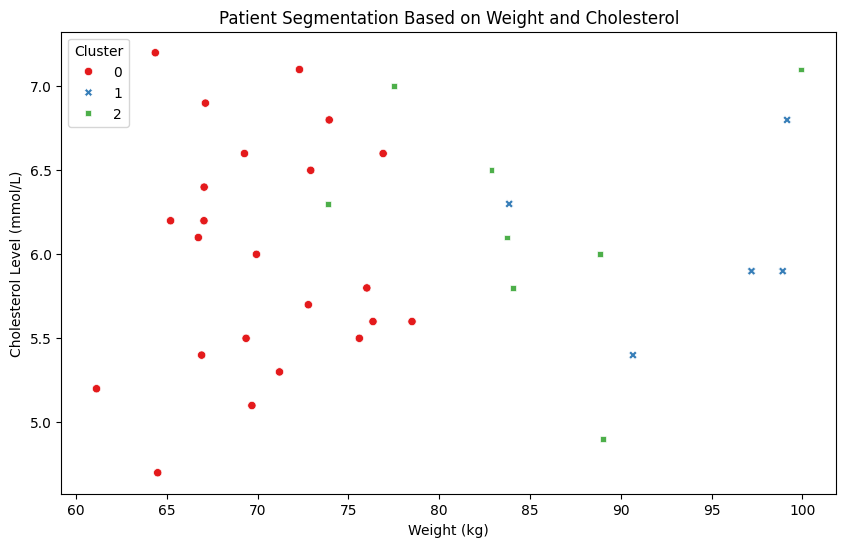 Patient Segmentation Based on Weight and Cholesterol
Cluster
0
1
2
7.0
6.5
6.0
5.5
5.0
Cholesterol Level (mmol/L)
60 65 70 75 80 85 90 95 100
Weight (kg)